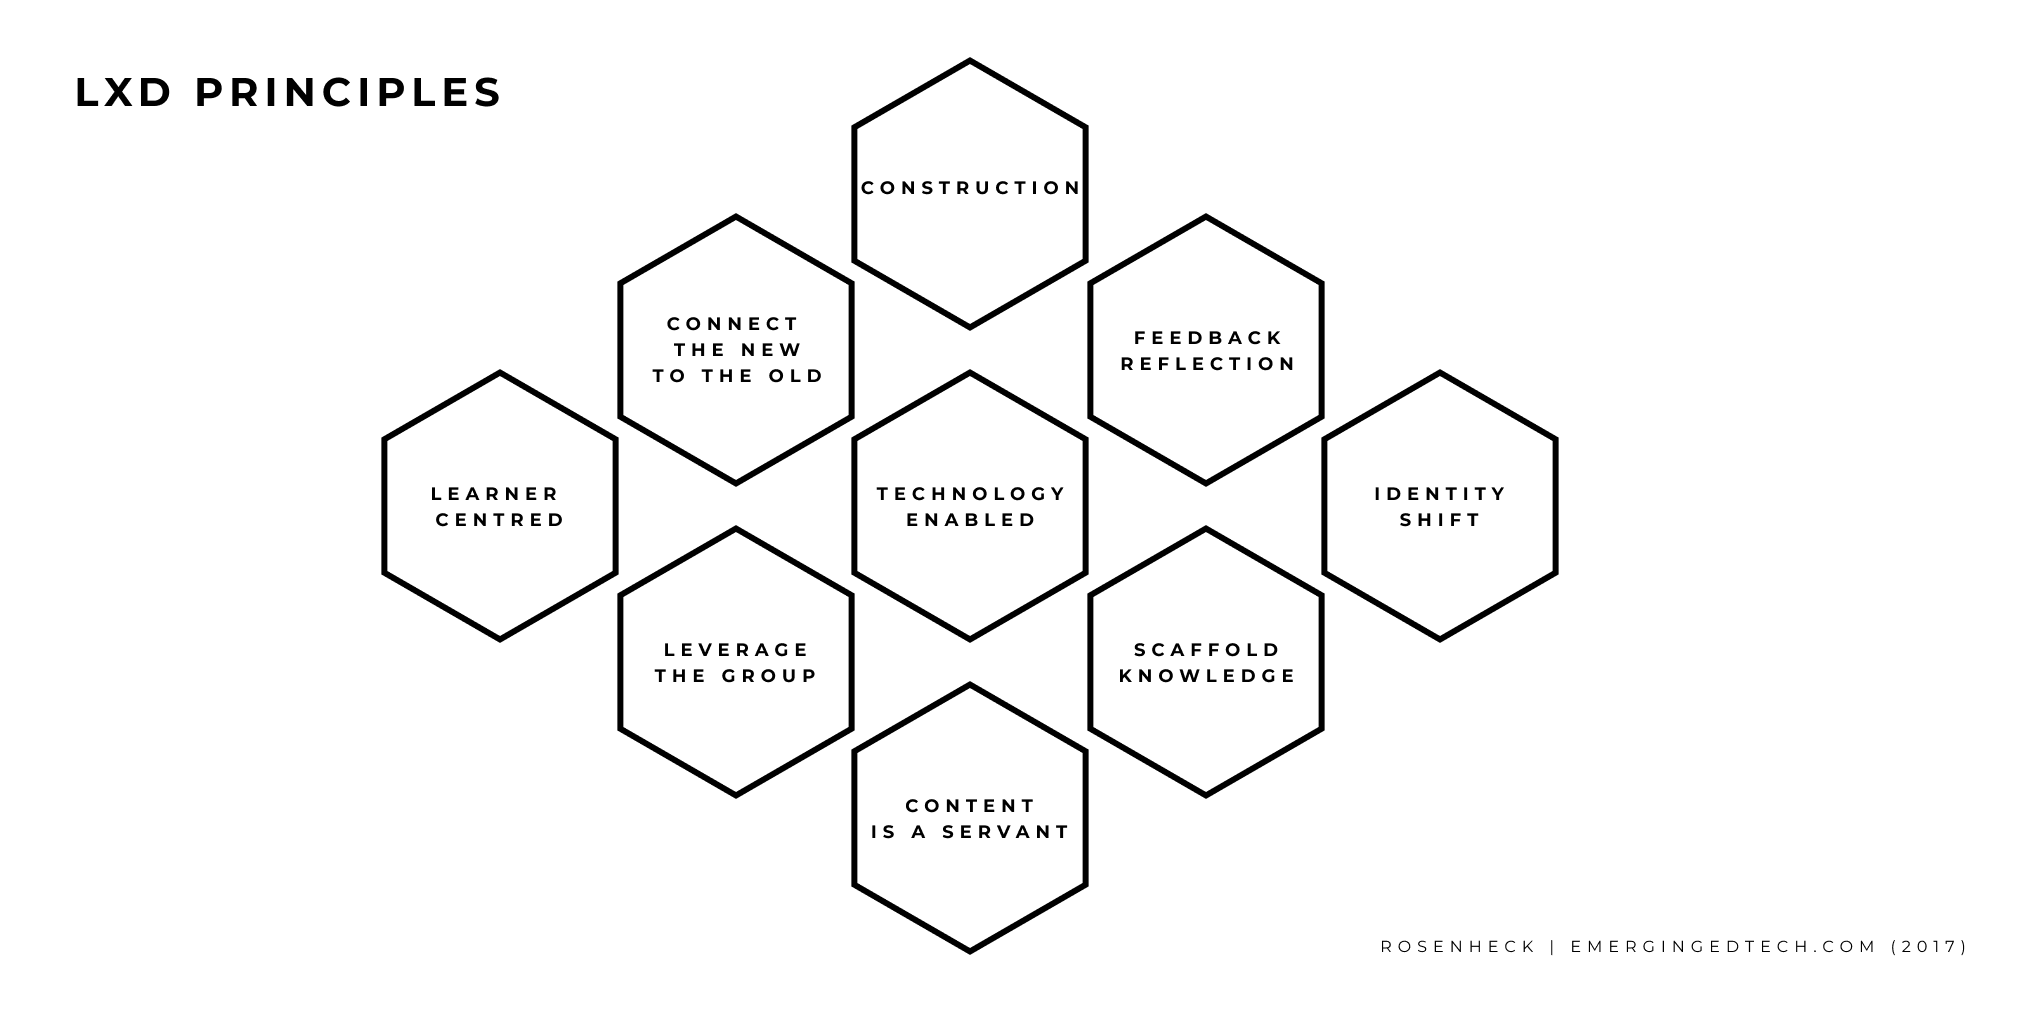 LXD PRINCIPLES
CONSTRUCTION
CONNECT
THE NEW
TO THE OLD
FEEDBACK
REFLECTION
LEARNER
CENTRED
TECHNOLOGY
ENABLED
IDENTITY
SHIFT
LEVERAGE
THE GROUP
SCAFFOLD
KNOWLEDGE
CONTENT
IS A SERVANT
ROSENHECK | EMERGINGEDTECH.COM (2017)